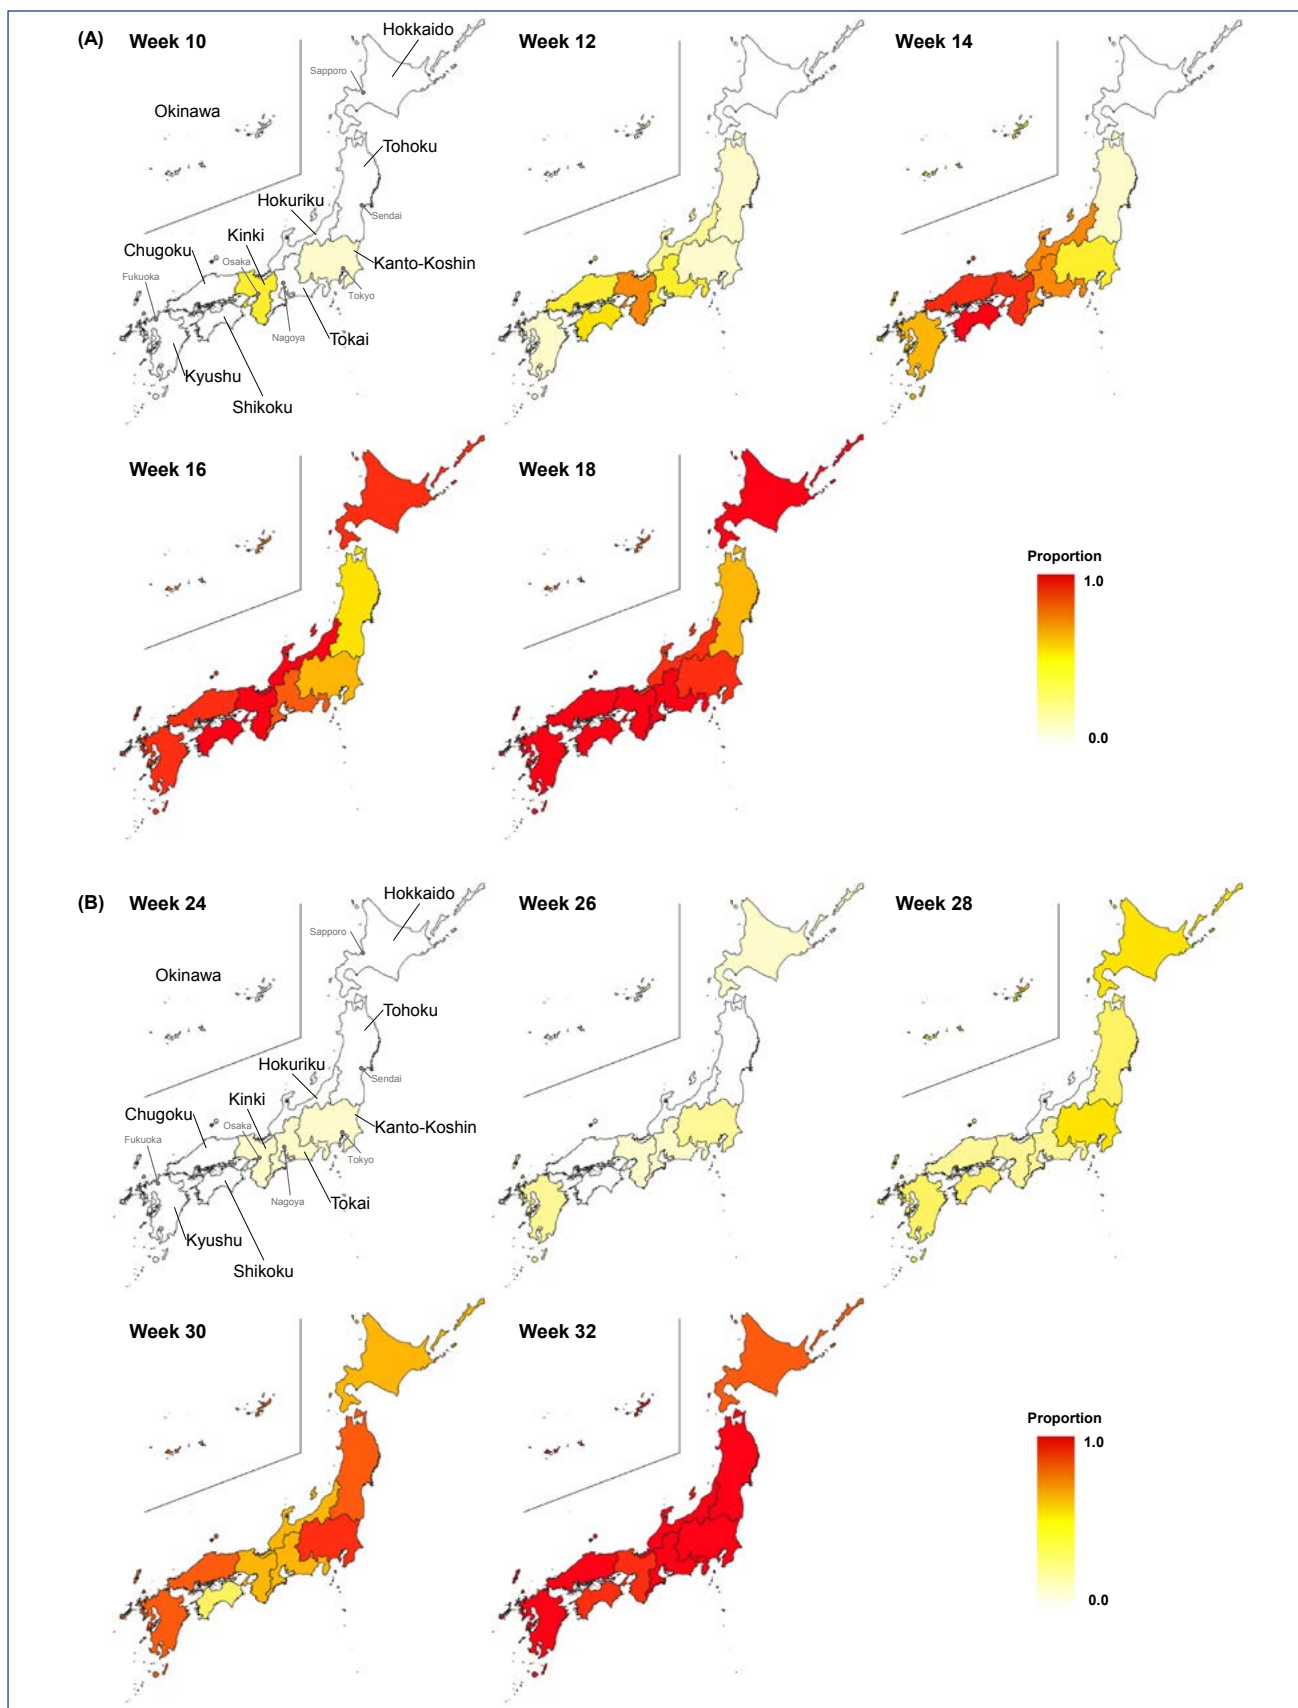 (A) Week 10
Hokkaido
Sapporo
Okinawa
Tohoku
Hokuriku
Sendai
Kinki
Chugoku
Osaka
Kanto-Koshin
Fukuoka
Tokyo
Nagoya
Tokai
Kyushu
Shikoku
Week 12
Week 14
Week 16
Week 18
Proportion
1.0
0.0
(B) Week 24
Hokkaido
Sapporo
Okinawa
Tohoku
Hokuriku
Sendai
Kinki
Chugoku
Osaka
Kanto-Koshin
Fukuoka
Tokyo
Nagoya
Tokai
Kyushu
Shikoku
Week 26
Week 28
Week 30
Week 32
Proportion
1.0
0.0